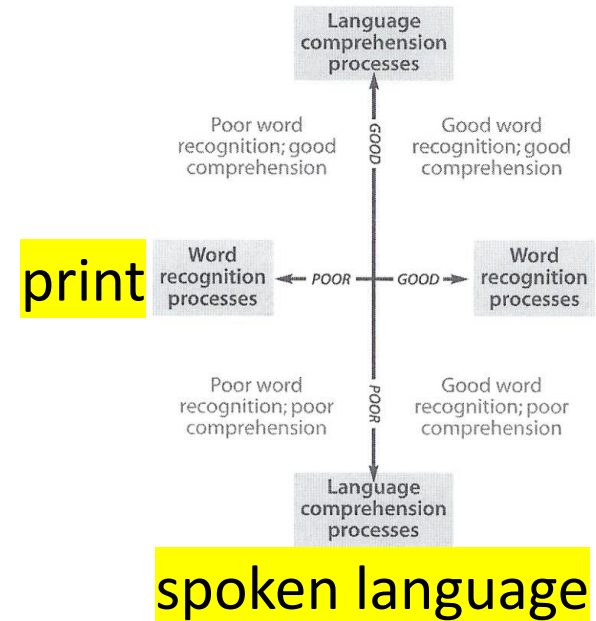 Language
comprehension
processes
GOOD
Poor word
recognition; good
comprehension
Good word
recognition; good
comprehension
print
Word
recognition
processes
POOR
GOOD
Word
recognition
processes
Poor word
recognition; poor
comprehension
POOR
Good word
recognition; poor
comprehension
Language
comprehension
processes
spoken language